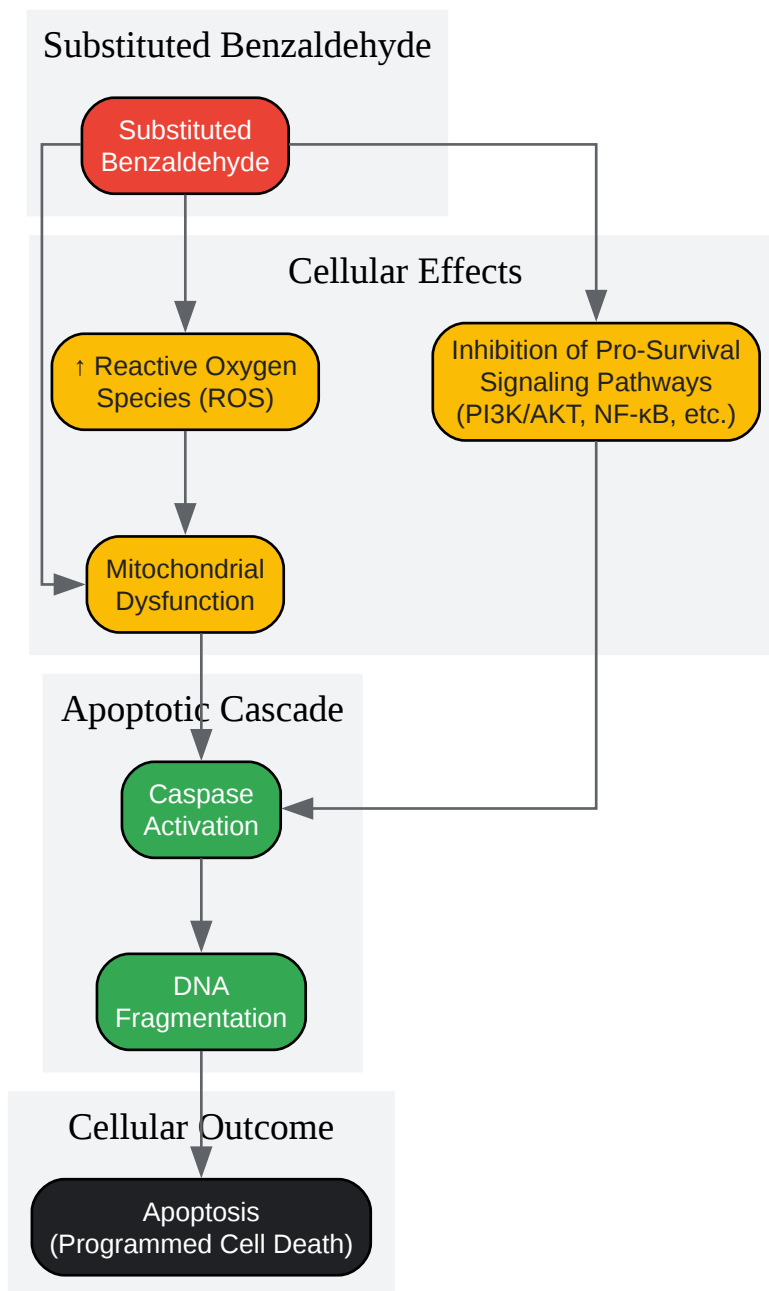 Substituted Benzaldehyde
Substituted
Benzaldehyde
Cellular Effects
↑ Reactive Oxygen
Species (ROS)
Inhibition of Pro-Survival
Signaling Pathways
(PI3K/AKT, NF-κB, etc.)
Mitochondrial
Dysfunction
Apoptotic Cascade
Caspase
Activation
DNA
Fragmentation
Cellular Outcome
Apoptosis
(Programmed Cell Death)